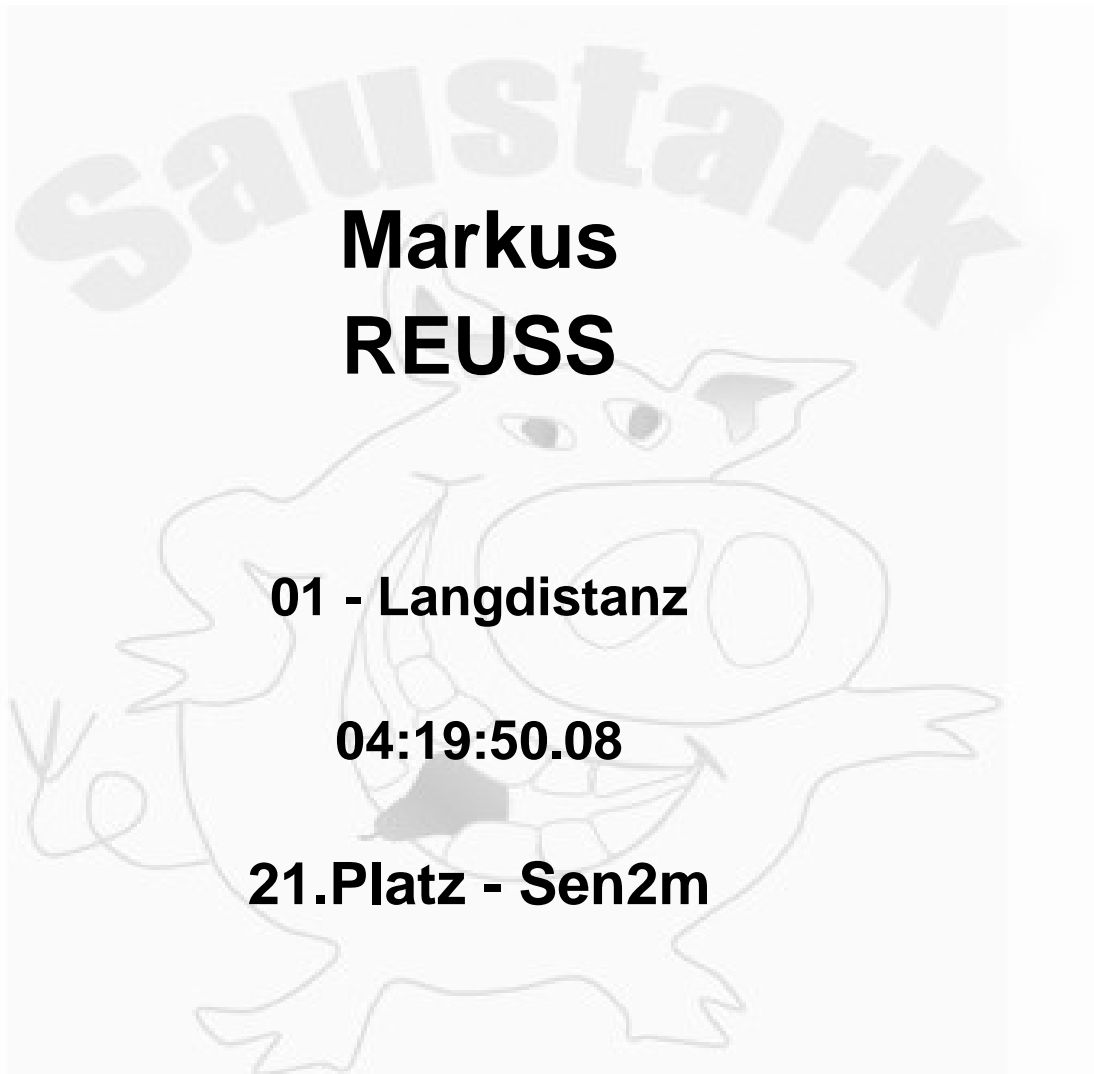 Saustark
Markus
REUSS
01 - Langdistanz
04:19:50.08
21.Platz - Sen2m